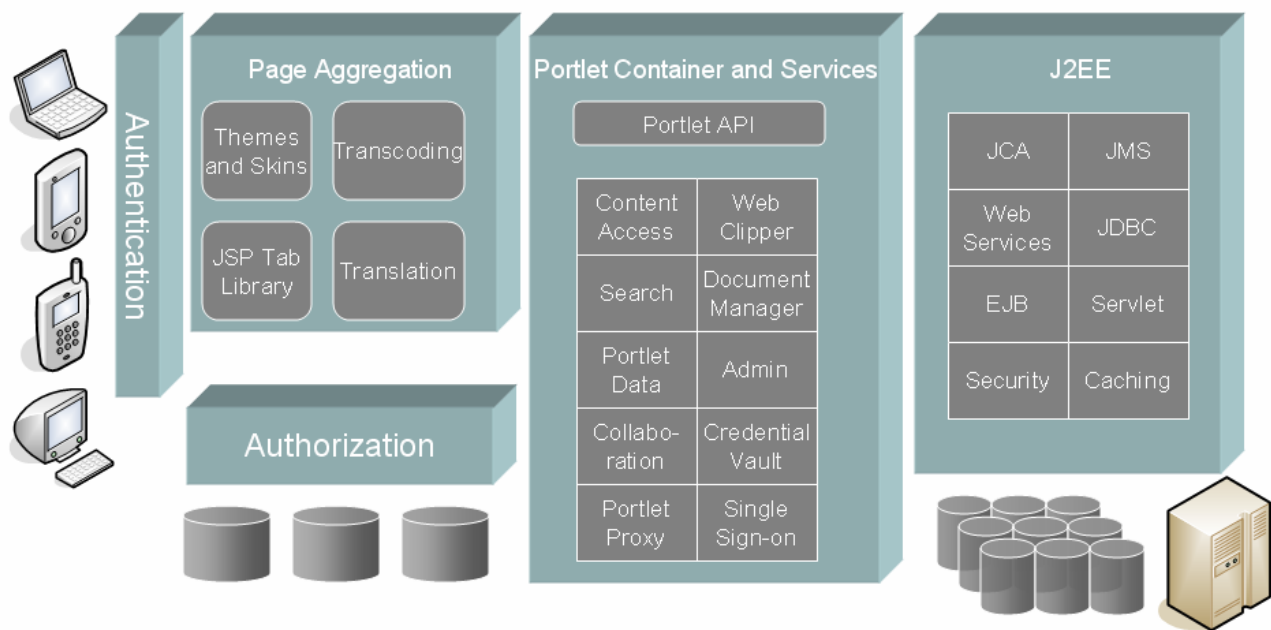 Authentication
Page Aggregation
Themes
and Skins
Transcoding
JSP Tab
Library
Translation
Authorization
Portlet Container and Services
Portlet API
Content
Access
Web
Clipper
Search
Document
Manager
Portlet
Data
Admin
Collabo-
ration
Credential
Vault
Portlet
Proxy
Single
Sign-on
J2EE
JCA
JMS
Web
Services
JDBC
EJB
Servlet
Security
Caching